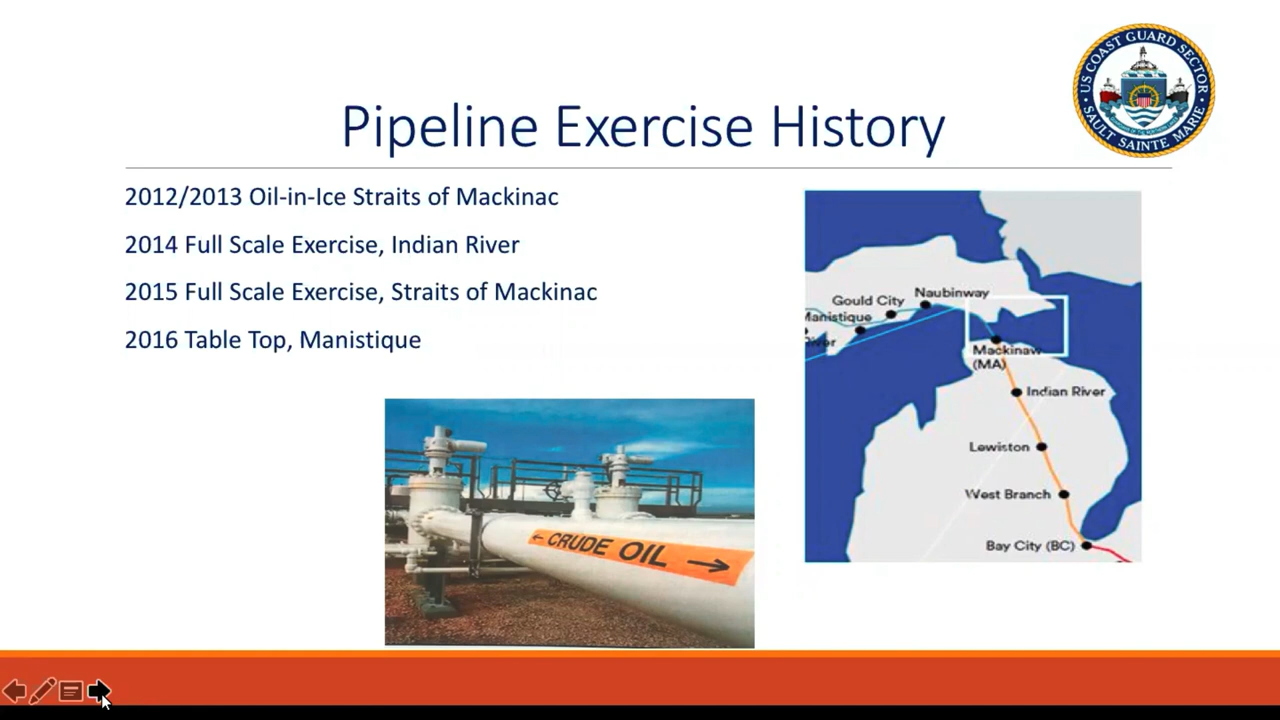 US COAST GUARD SECTOR
SAULT SAINTE MARIE
Pipeline Exercise History
2012/2013 Oil-in-Ice Straits of Mackinac
2014 Full Scale Exercise, Indian River
2015 Full Scale Exercise, Straits of Mackinac
2016 Table Top, Manistique
Naubinway
Gould City
Manistique
River
Mackinaw
(MA)
Indian River
Lewiston
West Branch
Bay City (BC)
← CRUDE OIL →